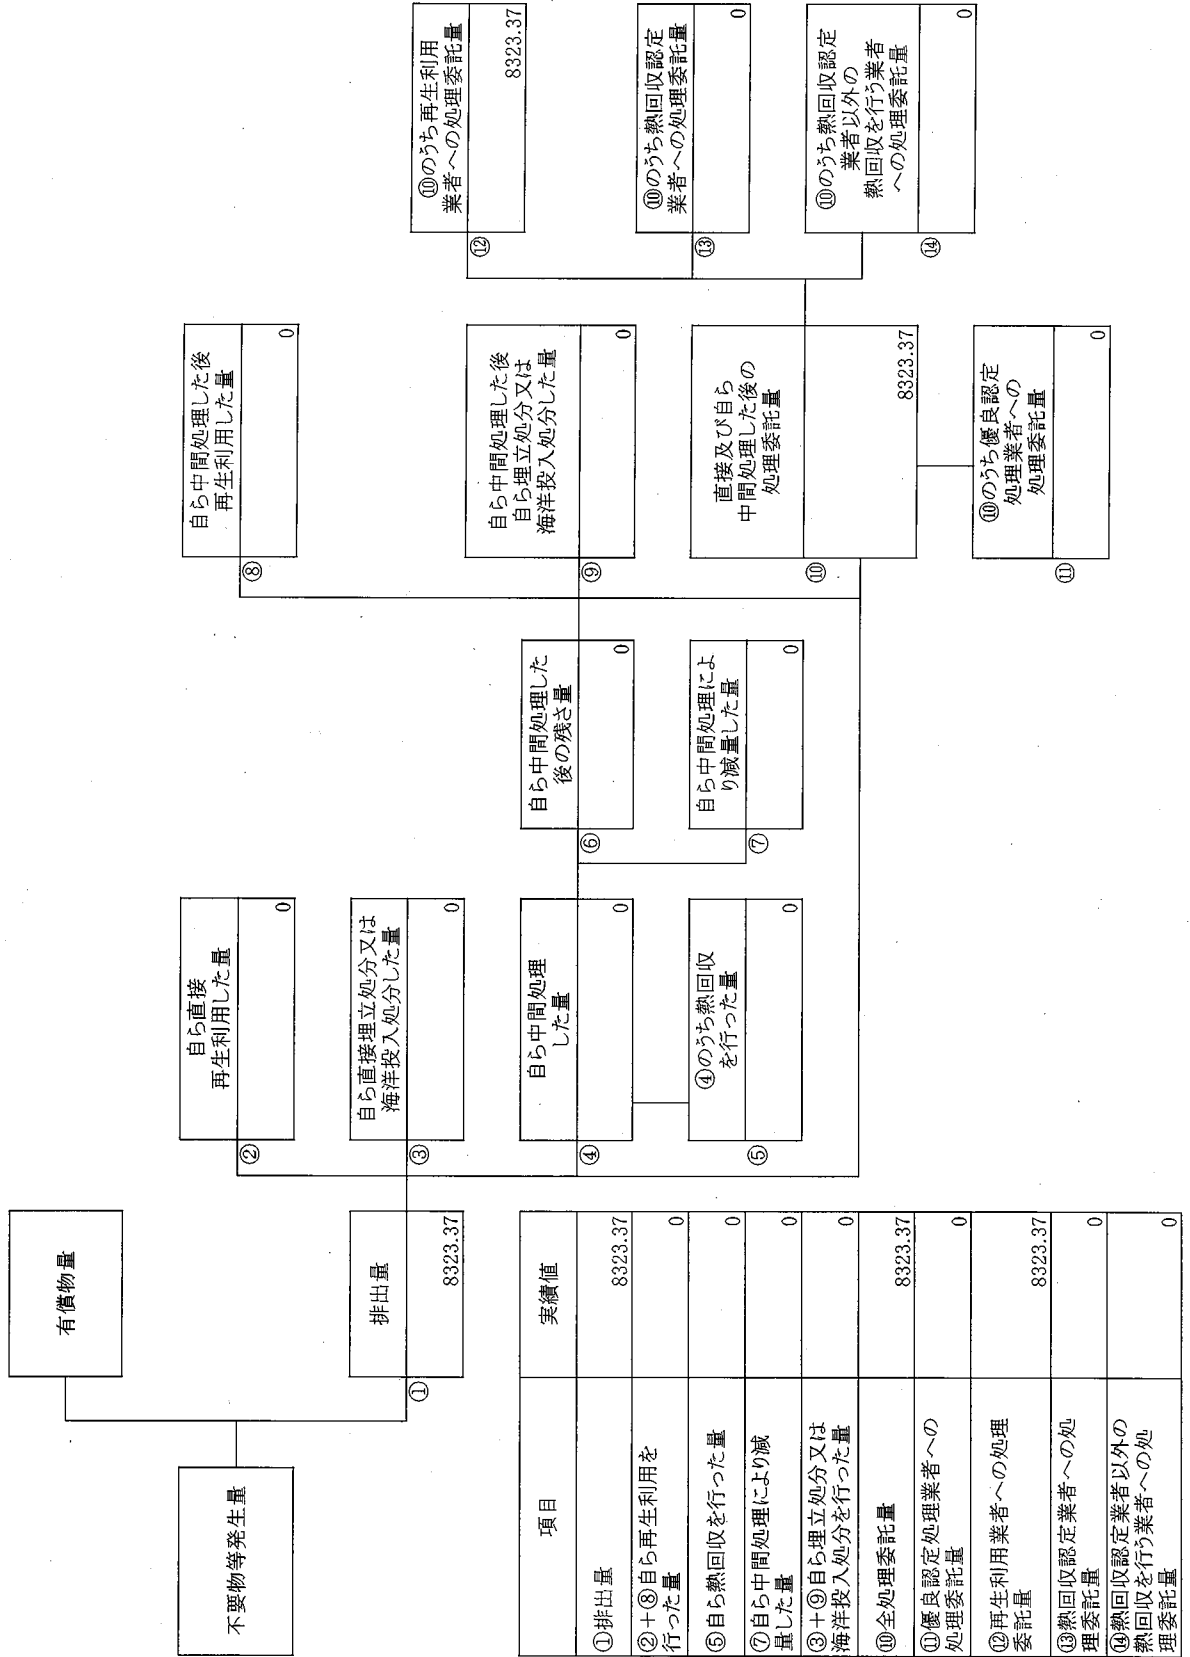 不要物等発生量
有償物量
排出量
①
8323.37
自ら直接
再生利用した量
②
0
自ら直接埋立処分又は
海洋投入処分した量
③
0
自ら中間処理
した量
④
0
④のうち熱回収
を行った量
⑤
0
自ら中間処理した
後の残さ量
⑥
0
自ら中間処理によ
り減量した量
⑦
0
自ら中間処理した後
再生利用した量
⑧
0
自ら中間処理した後
自ら埋立処分又は
海洋投入処分した量
⑨
0
直接及び自ら
中間処理した後の
処理委託量
⑩
8323.37
⑩のうち優良認定
処理業者への
処理委託量
⑪
0
⑩のうち再生利用
業者への処理委託量
⑫
8323.37
⑩のうち熱回収認定
業者への処理委託量
⑬
0
⑩のうち熱回収認定
業者以外の
熱回収を行う業者
への処理委託量
⑭
0
項目 実績値
①排出量 8323.37
②+⑧自ら再生利用を
行った量 0
⑤自ら熱回収を行った量 0
⑦自ら中間処理により減
量した量 0
③+⑨自ら埋立処分又は
海洋投入処分を行った量 0
⑩全処理委託量 8323.37
⑪優良認定処理業者への
処理委託量 0
⑫再生利用業者への処理
委託量 8323.37
⑬熱回収認定業者への処
理委託量 0
⑭熱回収認定業者以外の
熱回収を行う業者への処
理委託量 0